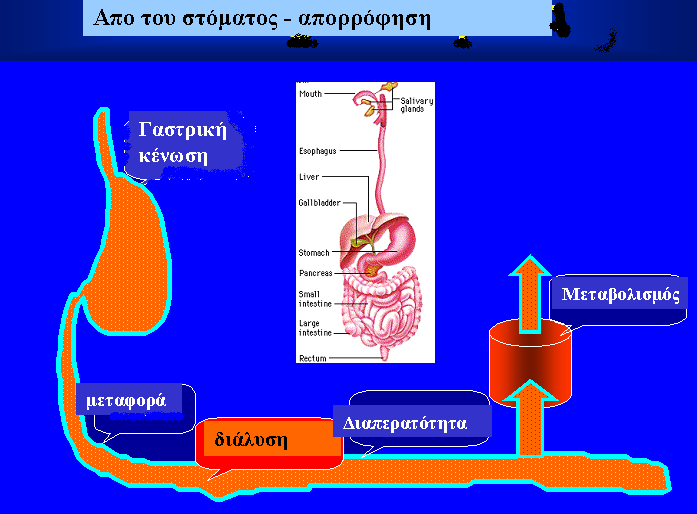 Απο του στόματος - απορρόφηση
Γαστρική
κένωση
Mouth
Salivary
glands
Esophagus
Liver
Gallbladder
Stomach
Pancreas
Small
intestine
Large
intestine
Rectum
Μεταβολισμός
μεταφορά
διάλυση
Διαπερατότητα